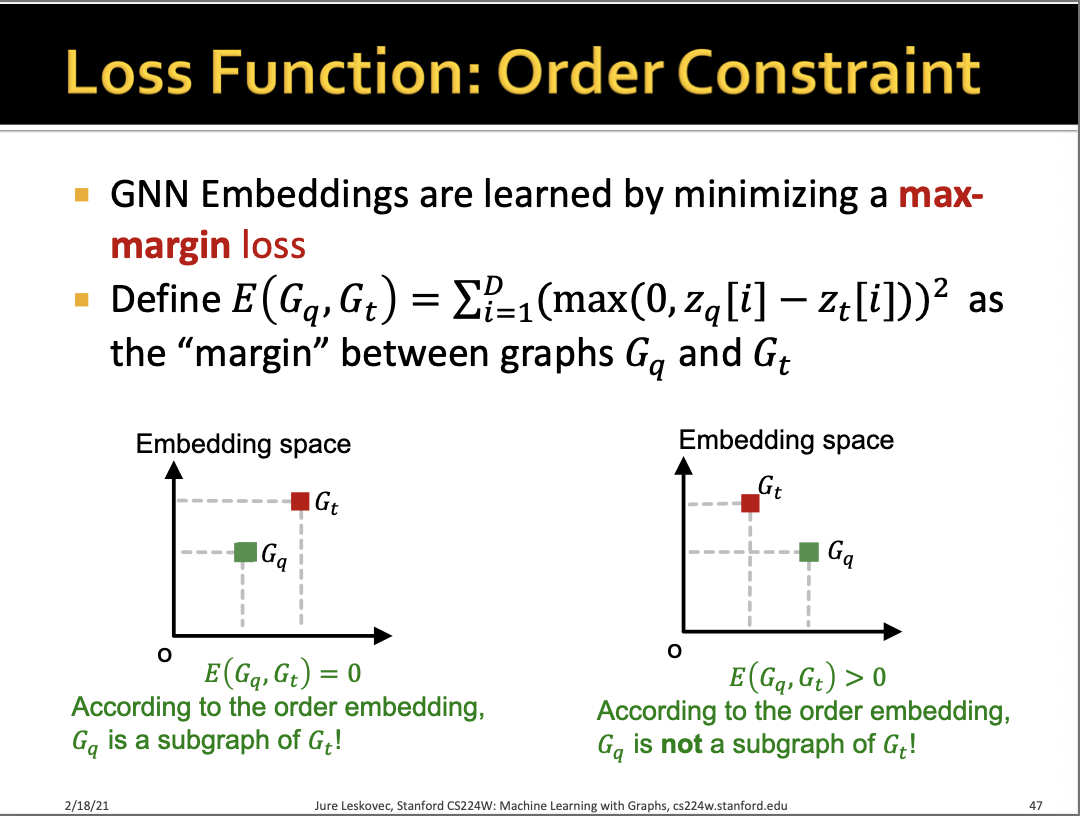 Loss Function: Order Constraint
▪ GNN Embeddings are learned by minimizing a max-
margin loss
▪ Define E(G_q, G_t) = ∑_{i=1}^{D}(max(0, z_q[i] − z_t[i]))² as
the “margin” between graphs G_q and G_t
Embedding space
G_t
G_q
O
E(G_q, G_t) = 0
According to the order embedding,
G_q is a subgraph of G_t!
Embedding space
G_t
G_q
O
E(G_q, G_t) > 0
According to the order embedding,
G_q is not a subgraph of G_t!
2/18/21
Jure Leskovec, Stanford CS224W: Machine Learning with Graphs, cs224w.stanford.edu
47